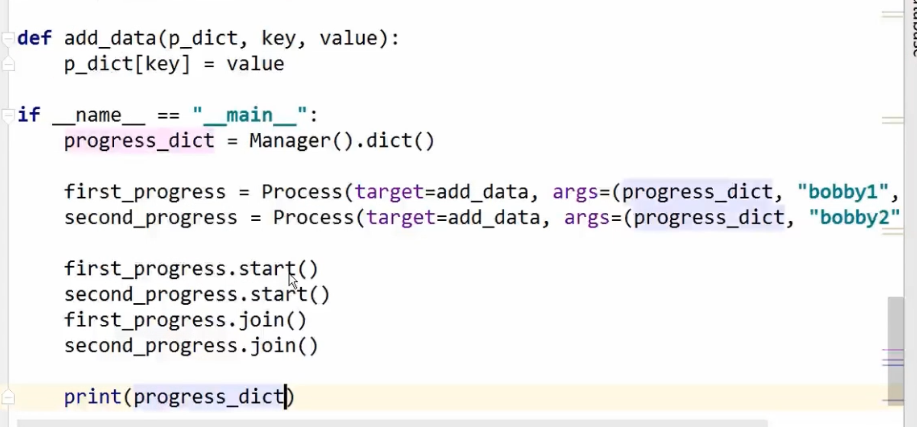 def add_data(p_dict, key, value):
    p_dict[key] = value
if __name__ == "__main__":
    progress_dict = Manager().dict()
    first_progress = Process(target=add_data, args=(progress_dict, "bobby1",
    second_progress = Process(target=add_data, args=(progress_dict, "bobby2"
    first_progress.start()
    second_progress.start()
    first_progress.join()
    second_progress.join()
    print(progress_dict)